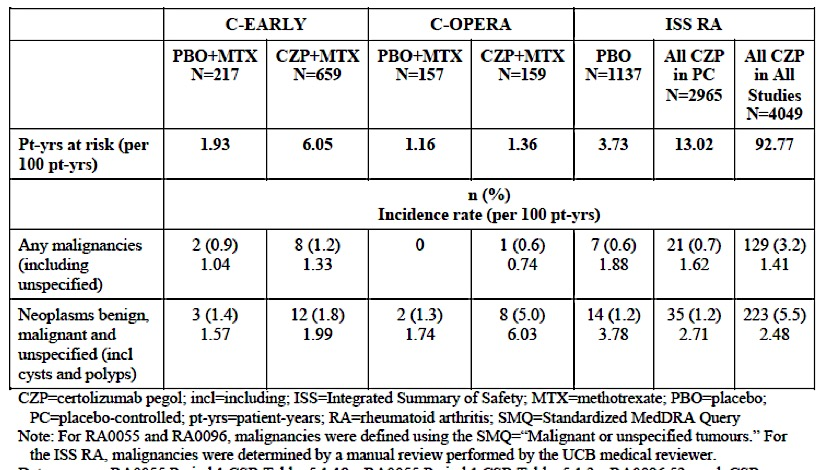 C-EARLY C-OPERA ISS RA
PBO+MTX CZP+MTX PBO+MTX CZP+MTX PBO All CZP All CZP
N=217 N=659 N=157 N=159 N=1137 in PC in All
N=2965 Studies
N=4049
Pt-yrs at risk (per 1.93 6.05 1.16 1.36 3.73 13.02 92.77
100 pt-yrs)
n (%)
Incidence rate (per 100 pt-yrs)
Any malignancies 2 (0.9) 8 (1.2) 0 1 (0.6) 7 (0.6) 21 (0.7) 129 (3.2)
(including 1.04 1.33 0.74 1.88 1.62 1.41
unspecified)
Neoplasms benign, 3 (1.4) 12 (1.8) 2 (1.3) 8 (5.0) 14 (1.2) 35 (1.2) 223 (5.5)
malignant and 1.57 1.99 1.74 6.03 3.78 2.71 2.48
unspecified (incl
cysts and polyps)
CZP=certolizumab pegol; incl=including; ISS=Integrated Summary of Safety; MTX=methotrexate; PBO=placebo;
PC=placebo-controlled; pt-yrs=patient-years; RA=rheumatoid arthritis; SMQ=Standardized MedDRA Query
Note: For RA0055 and RA0096, malignancies were defined using the SMQ="Malignant or unspecified tumours." For
the ISS RA, malignancies were determined by a manual review performed by the UCB medical reviewer.